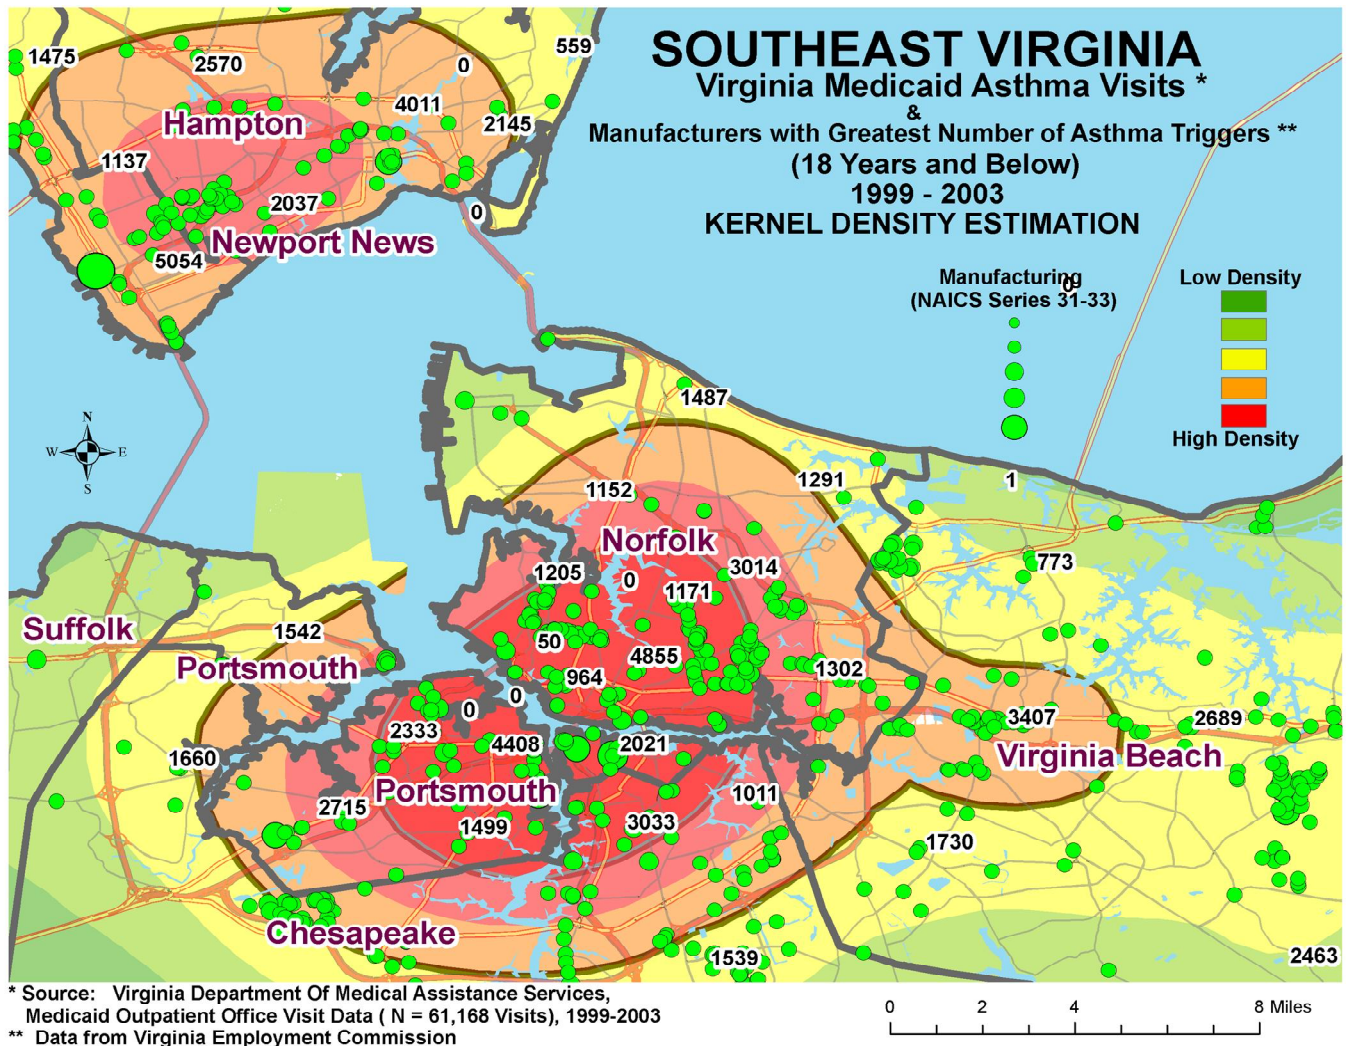 SOUTHEAST VIRGINIA
Virginia Medicaid Asthma Visits *
&
Manufacturers with Greatest Number of Asthma Triggers **
(18 Years and Below)
1999 - 2003
KERNEL DENSITY ESTIMATION
Manufacturing
(NAICS Series 31-33)
0
Low Density
High Density
1475
2570
0
559
4011
2145
Hampton
1137
2037
0
Newport News
5054
N
W E
S
1487
1291
1
1152
Norfolk
3014
773
1205
0
1171
Suffolk
1542
50
Portsmouth
4855
1302
964
0
0
2333
3407
2689
4408
2021
1660
Virginia Beach
Portsmouth
1011
2715
1499
3033
1730
Chesapeake
1539
2463
* Source: Virginia Department Of Medical Assistance Services,
Medicaid Outpatient Office Visit Data ( N = 61,168 Visits), 1999-2003
** Data from Virginia Employment Commission
0 2 4 8 Miles